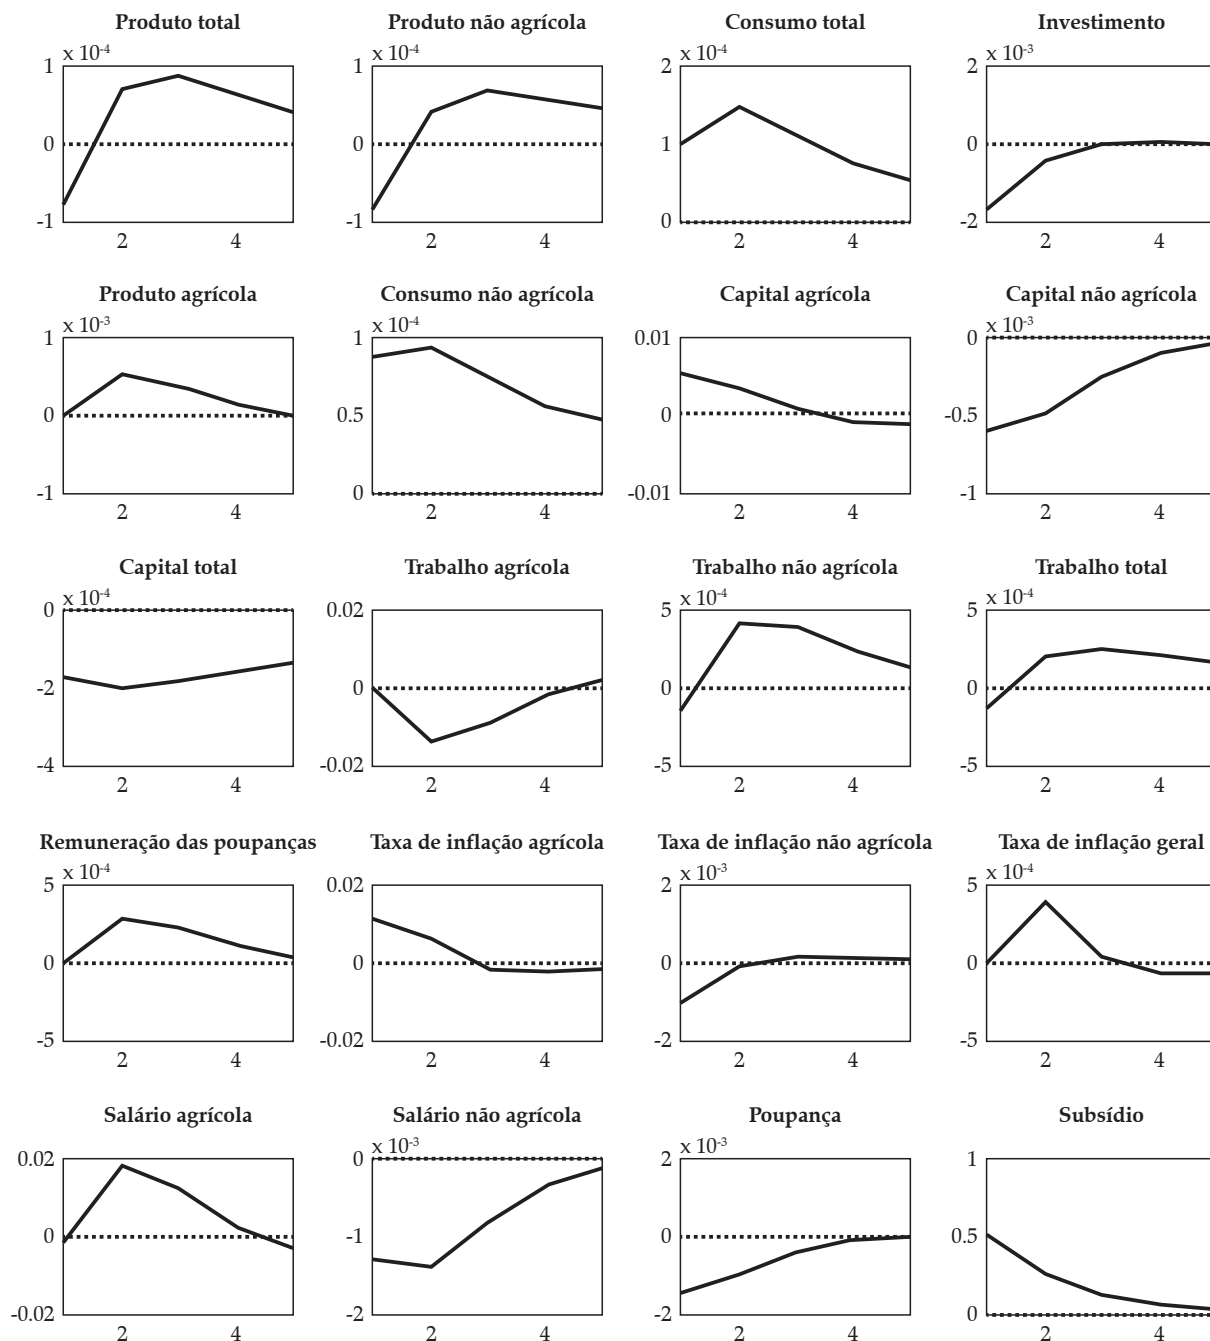 Produto total
x 10-4
1
0
-1
2 4
Produto não agrícola
x 10-4
1
0
-1
2 4
Consumo total
x 10-4
2
1
0
2 4
Investimento
x 10-3
2
0
-2
2 4
Produto agrícola
x 10-3
1
0
-1
2 4
Consumo não agrícola
x 10-4
1
0.5
0
2 4
Capital agrícola
0.01
0
-0.01
2 4
Capital não agrícola
x 10-3
0
-0.5
-1
2 4
Capital total
x 10-4
0
-2
-4
2 4
Trabalho agrícola
0.02
0
-0.02
2 4
Trabalho não agrícola
x 10-4
5
0
-5
2 4
Trabalho total
x 10-4
5
0
-5
2 4
Remuneração das poupanças
x 10-4
5
0
-5
2 4
Taxa de inflação agrícola
0.02
0
-0.02
2 4
Taxa de inflação não agrícola
x 10-3
2
0
-2
2 4
Taxa de inflação geral
x 10-4
5
0
-5
2 4
Salário agrícola
0.02
0
-0.02
2 4
Salário não agrícola
x 10-3
0
-1
-2
2 4
Poupança
x 10-3
2
0
-2
2 4
Subsídio
1
0.5
0
2 4